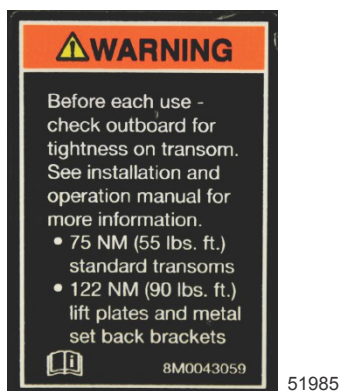 ⚠WARNING
Before each use -
check outboard for
tightness on transom.
See installation and
operation manual for
more information.
• 75 NM (55 lbs. ft.)
standard transoms
• 122 NM (90 lbs. ft.)
lift plates and metal
set back brackets
8M0043059
51985